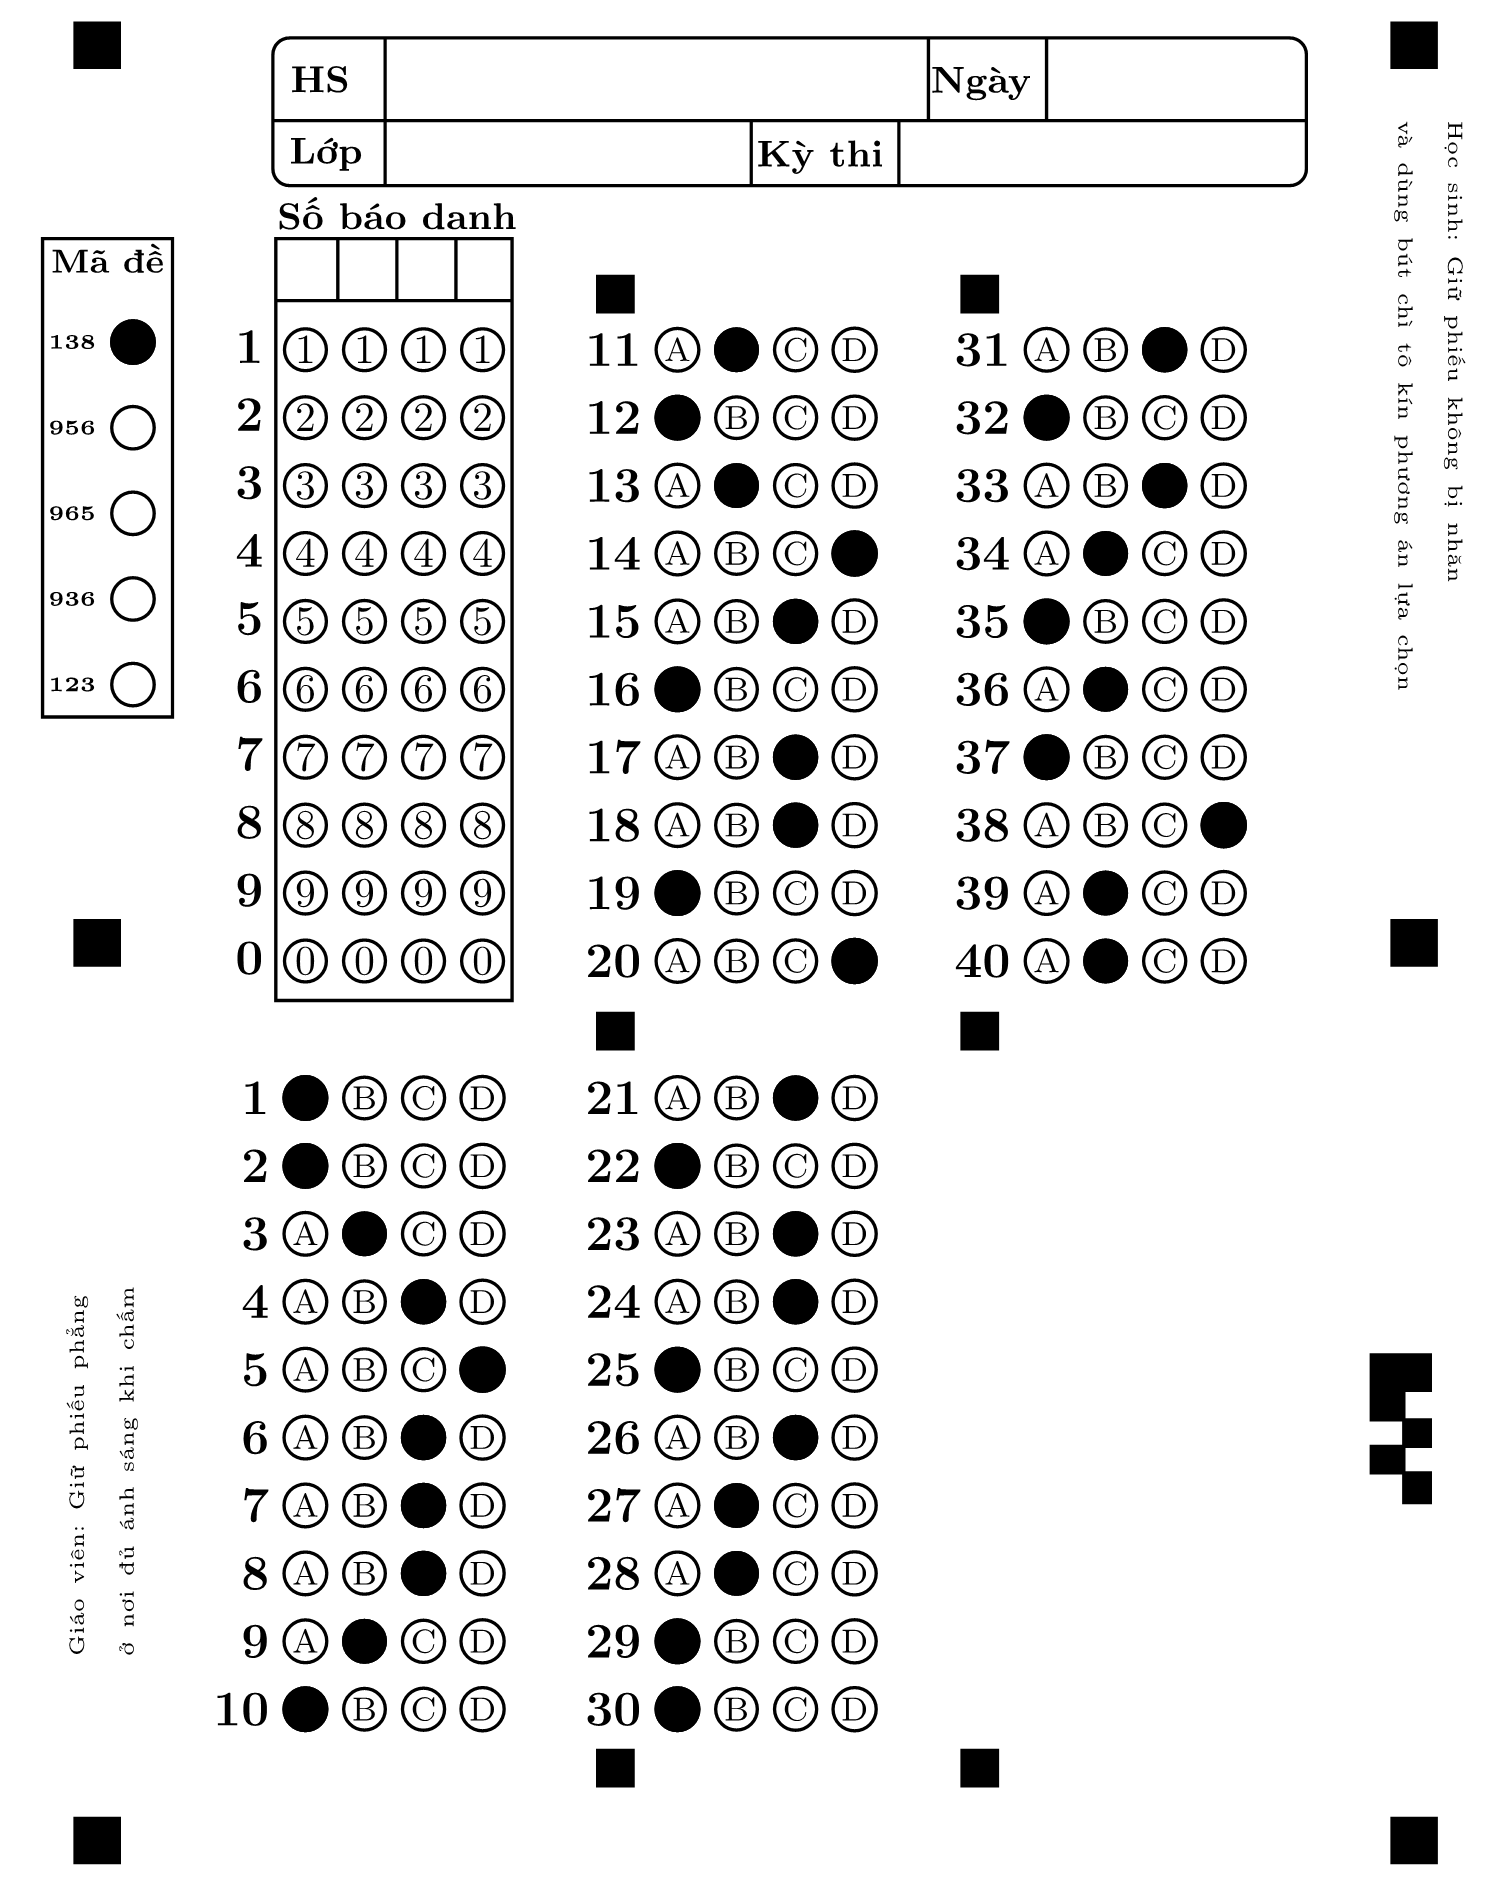 HS Ngày
Lớp Kỳ thi
Số báo danh
Mã đề
138
956
965
936
123
1 1 1 1 1
2 2 2 2 2
3 3 3 3 3
4 4 4 4 4
5 5 5 5 5
6 6 6 6 6
7 7 7 7 7
8 8 8 8 8
9 9 9 9 9
0 0 0 0 0
11 A C D
12 B C D
13 A C D
14 A B C
15 A B D
16 B C D
17 A B D
18 A B D
19 B C D
20 A B C
31 A B D
32 B C D
33 A B D
34 A C D
35 B C D
36 A C D
37 B C D
38 A B C
39 A C D
40 A C D
1 B C D
2 B C D
3 A C D
4 A B D
5 A B C
6 A B D
7 A B D
8 A B D
9 A C D
10 B C D
21 A B D
22 B C D
23 A B D
24 A B D
25 B C D
26 A B D
27 A C D
28 A C D
29 B C D
30 B C D
Học sinh: Giữ phiếu không bị nhăn
và dùng bút chì tô kín phương án lựa chọn
Giáo viên: Giữ phiếu phẳng
ở nơi đủ ánh sáng khi chấm